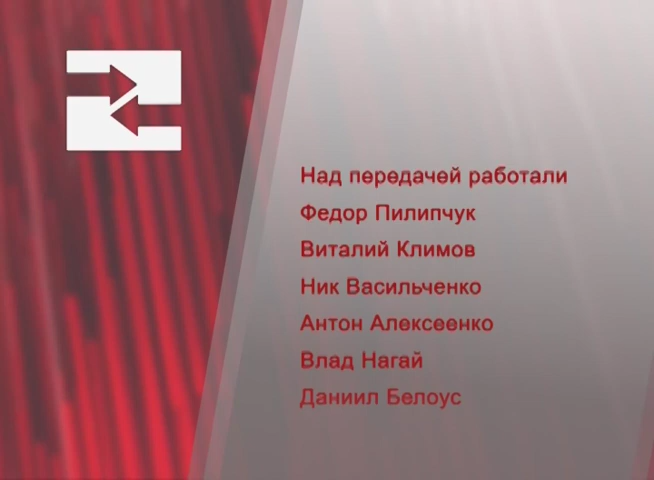 Над передачей работали
Федор Пилипчук
Виталий Климов
Ник Васильченко
Антон Алексеенко
Влад Нагай
Даниил Белоус